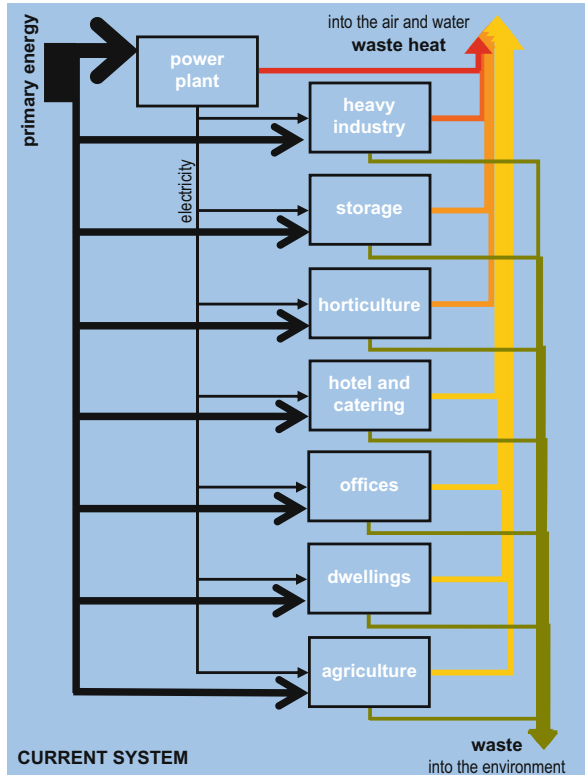 into the air and water
waste heat
primary energy
power
plant
heavy
industry
electricity
storage
horticulture
hotel and
catering
offices
dwellings
agriculture
waste
CURRENT SYSTEM
into the environment